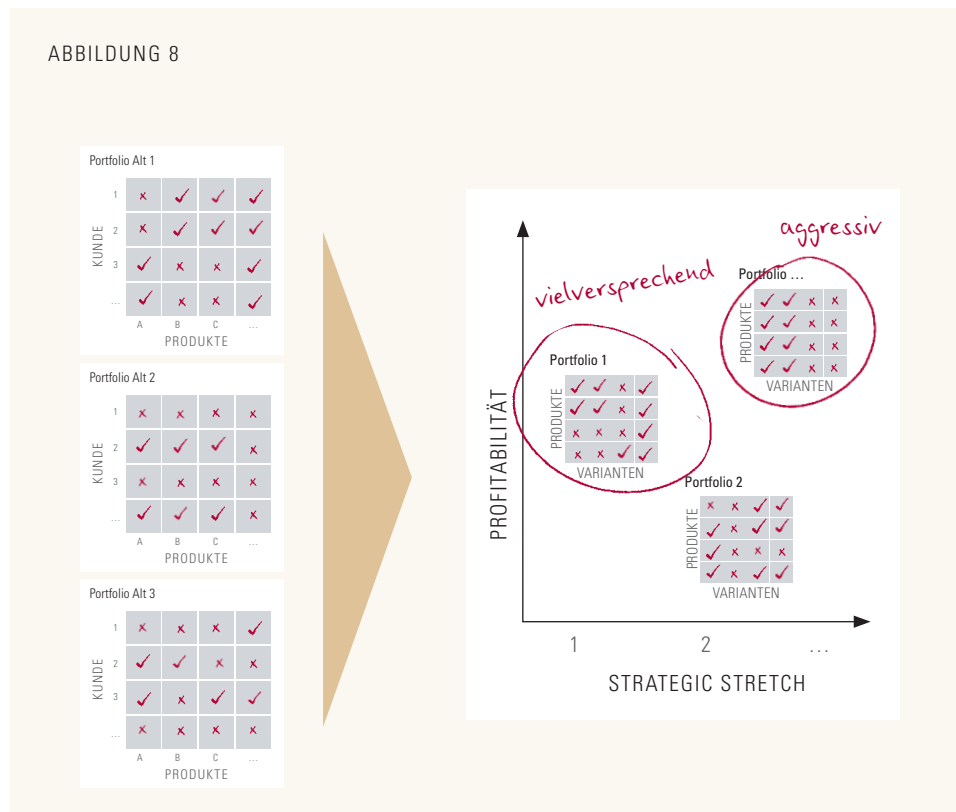 ABBILDUNG 8
Portfolio Alt 1
KUNDE
1
2
3
...
A B C ...
PRODUKTE
Portfolio Alt 2
KUNDE
1
2
3
...
A B C ...
PRODUKTE
Portfolio Alt 3
KUNDE
1
2
3
...
A B C ...
PRODUKTE
PROFITABILITÄT
vielversprechend
aggressiv
Portfolio ...
PRODUKTE
VARIANTEN
Portfolio 1
PRODUKTE
VARIANTEN
Portfolio 2
PRODUKTE
VARIANTEN
1 2 ...
STRATEGIC STRETCH